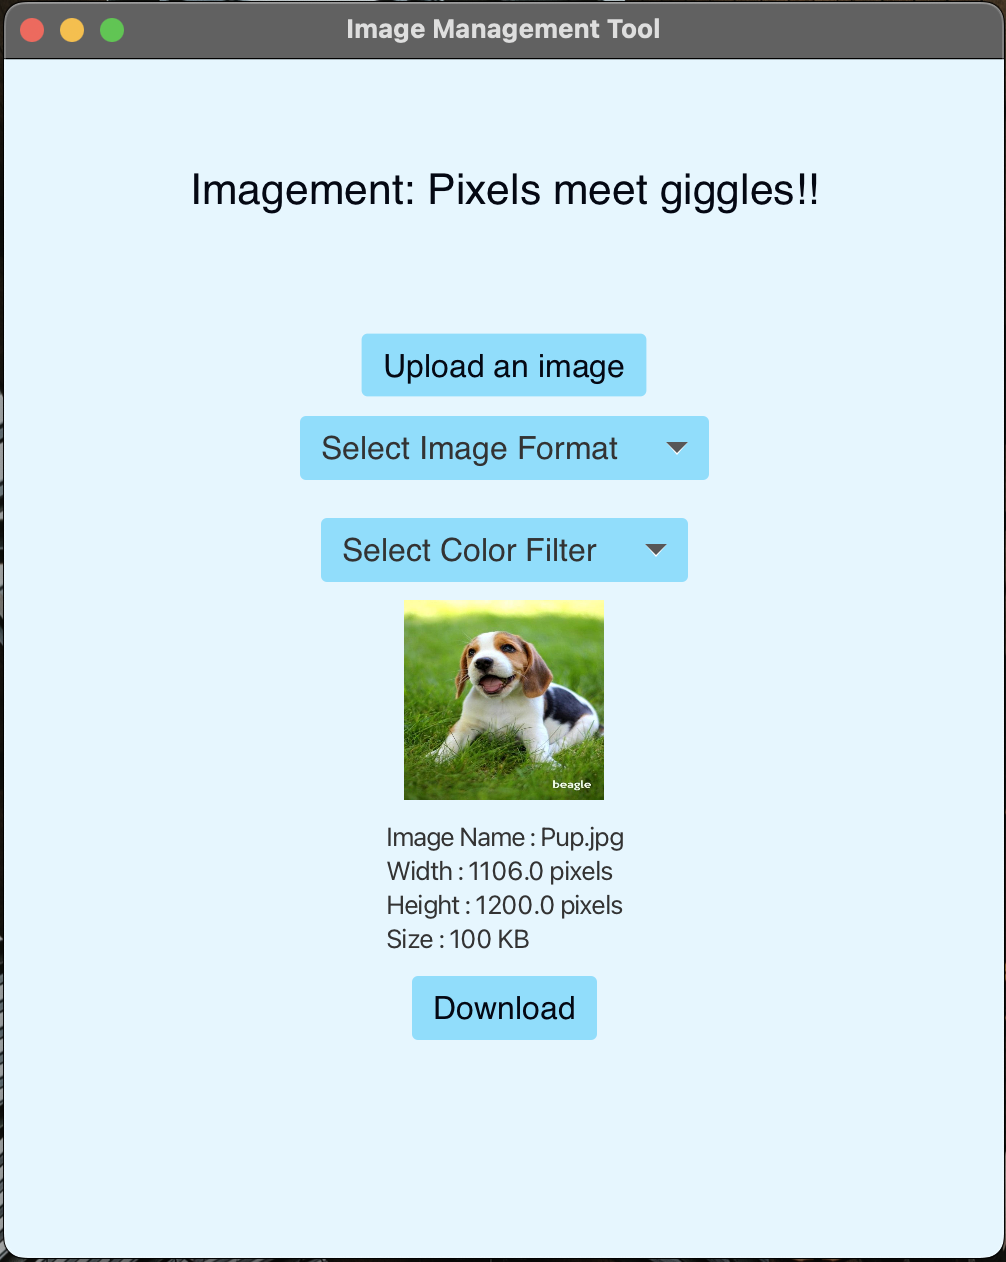 Image Management Tool
Imagement: Pixels meet giggles!!
Upload an image
Select Image Format
Select Color Filter
beagle
Image Name : Pup.jpg
Width : 1106.0 pixels
Height : 1200.0 pixels
Size : 100 KB
Download